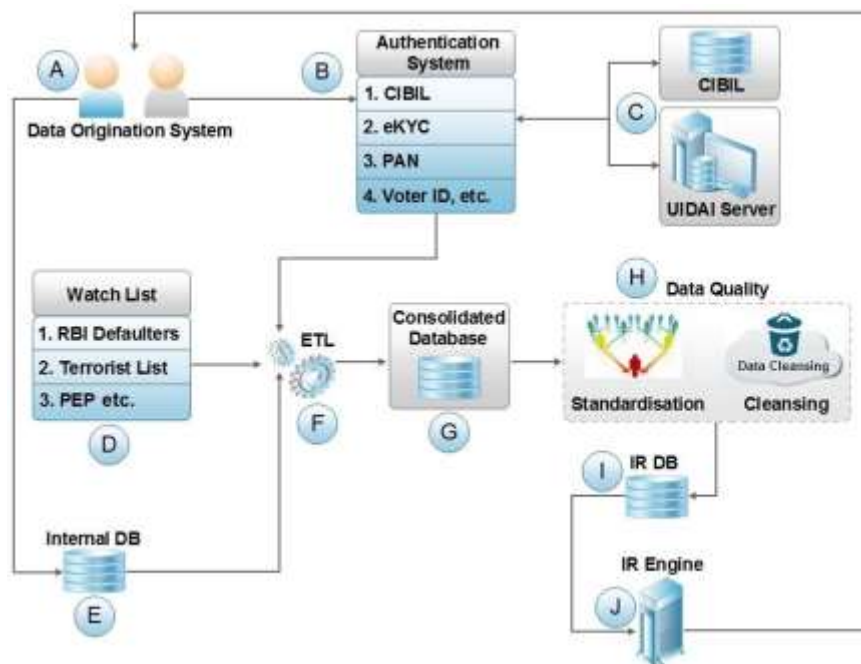 A
Data Origination System
B
Authentication
System
1. CIBIL
2. eKYC
3. PAN
4. Voter ID, etc.
C
CIBIL
UIDAI Server
Watch List
1. RBI Defaulters
2. Terrorist List
3. PEP etc.
D
Internal DB
E
ETL
F
Consolidated
Database
G
H
Data Quality
Standardisation
Data Cleansing
Cleansing
I
IR DB
IR Engine
J